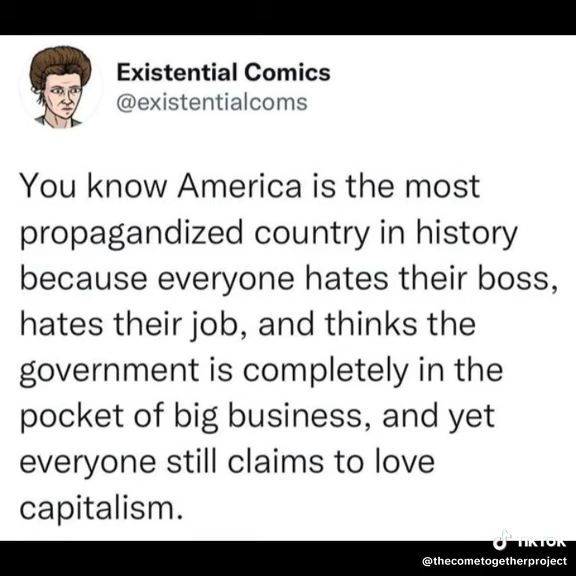 Existential Comics
@existentialcoms
You know America is the most
propagandized country in history
because everyone hates their boss,
hates their job, and thinks the
government is completely in the
pocket of big business, and yet
everyone still claims to love
capitalism.
TikTok
@thecometogetherproject